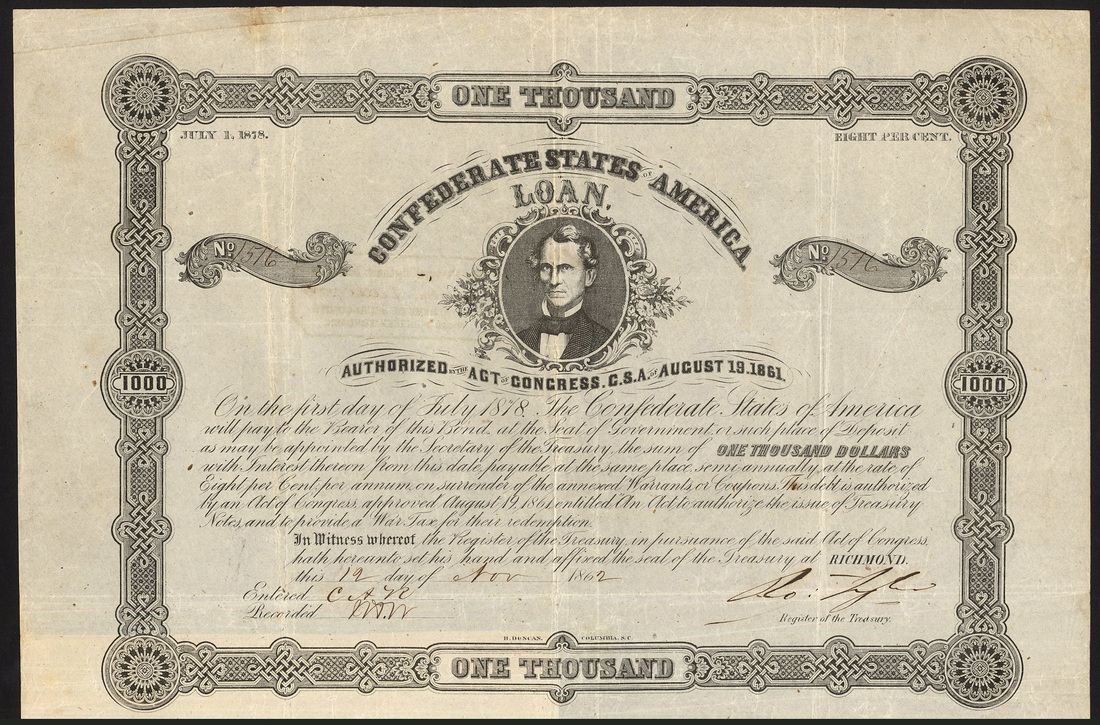 ONE THOUSAND
JULY 1, 1878.
EIGHT PER CENT.
CONFEDERATE STATES OF AMERICA
LOAN.
No 1516
No 1516
AUTHORIZED BY THE ACT OF CONGRESS, C.S.A. OF AUGUST 19.1861.
1000
1000
On the first day of July 1878, The Confederate States of America
will pay to the Bearer of this Bond, at the Seat of Government, or such place of Deposit
as may be appointed by the Secretary of the Treasury, the sum of ONE THOUSAND DOLLARS
with Interest thereon from this date, payable at the same place, semi-annually, at the rate of
Eight per Cent, per annum, on surrender of the annexed Warrants, or Coupons. This debt is authorized
by an Act of Congress, approved August 19, 1861, entitled An Act to authorize the issue of Treasury
Notes, and to provide a War Tax for their redemption.
In Witness whereof, the Register of the Treasury, in pursuance of the said Act of Congress,
hath hereunto set his hand and affixed the seal of the Treasury at RICHMOND.
this 12 day of Nov 1862
Entered
Recorded
Ro: Tyler
Register of the Treasury.
B. DUNCAN, COLUMBIA, S.C.
ONE THOUSAND